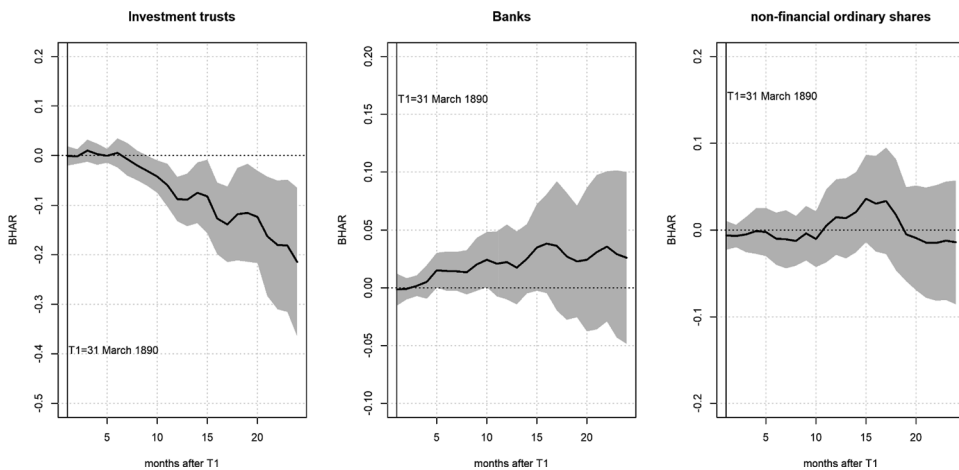 Investment trusts
0.2
0.1
0.0
-0.1
-0.2
-0.3
-0.4
-0.5
BHAR
T1=31 March 1890
5
10
15
20
months after T1
Banks
0.20
0.15
0.10
0.05
0.00
0.05
-0.10
BHAR
T1=31 March 1890
5
10
15
20
months after T1
non-financial ordinary shares
0.2
0.1
0.0
-0.1
-0.2
BHAR
T1=31 March 1890
5
10
15
20
months after T1